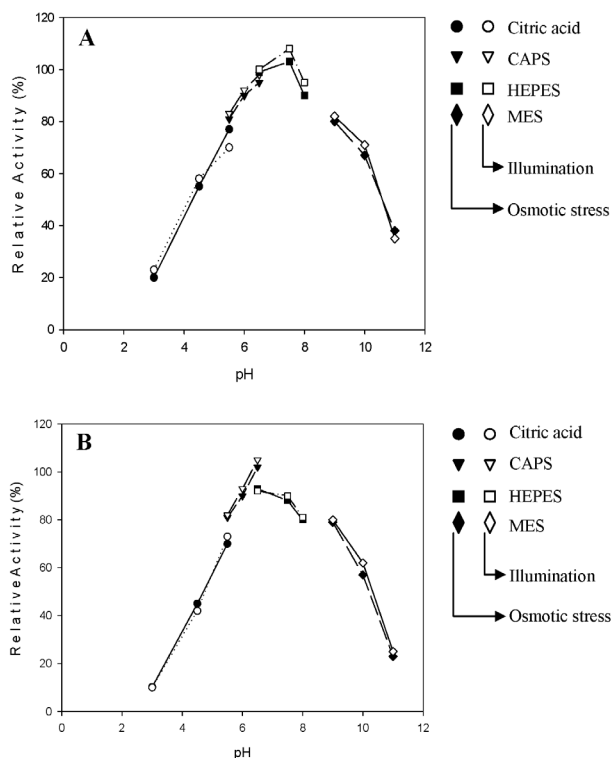 A
120
100
80
60
40
20
0
0 2 4 6 8 10 12
Relative Activity (%)
pH
Citric acid
CAPS
HEPES
MES
Illumination
Osmotic stress
B
120
100
80
60
40
20
0
0 2 4 6 8 10 12
Relative Activity (%)
pH
Citric acid
CAPS
HEPES
MES
Illumination
Osmotic stress